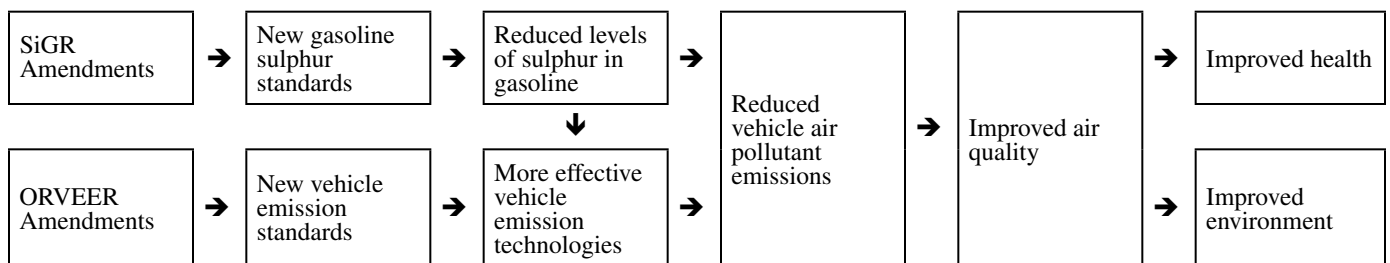 SiGR
Amendments
New gasoline
sulphur
standards
Reduced levels
of sulphur in
gasoline
Improved health
Reduced
vehicle air
pollutant
emissions
Improved air
quality
ORVEER
Amendments
New vehicle
emission
standards
More effective
vehicle
emission
technologies
Improved
environment